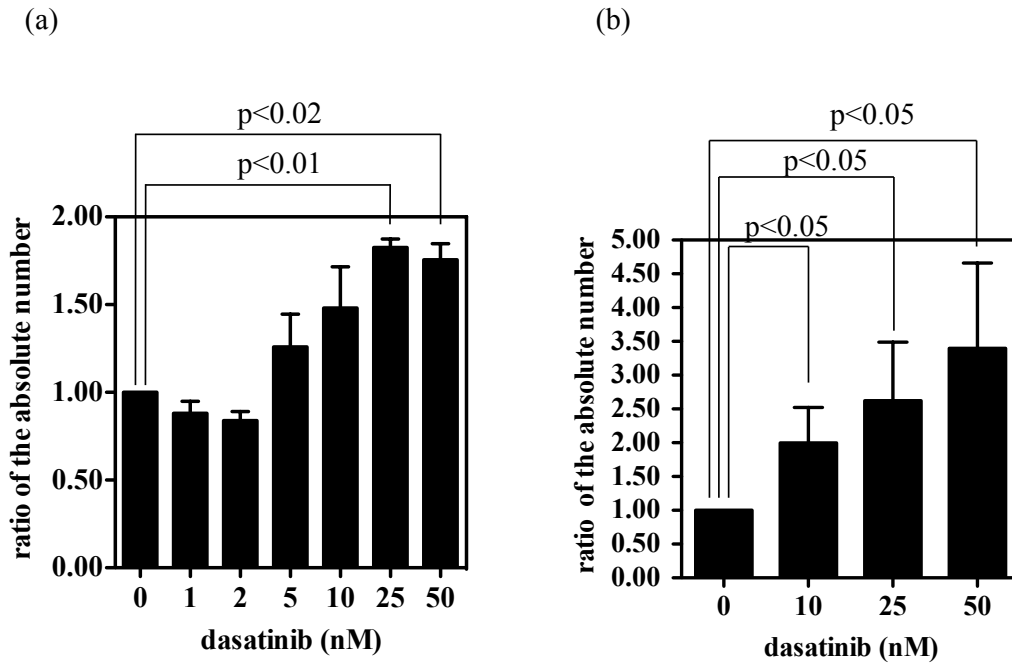 (a)
p<0.02
p<0.01
ratio of the absolute number
2.00
1.50
1.00
0.50
0.00
0 1 2 5 10 25 50
dasatinib (nM)
(b)
p<0.05
p<0.05
p<0.05
ratio of the absolute number
5.00
4.50
4.00
3.50
3.00
2.50
2.00
1.50
1.00
0.50
0.00
0 10 25 50
dasatinib (nM)